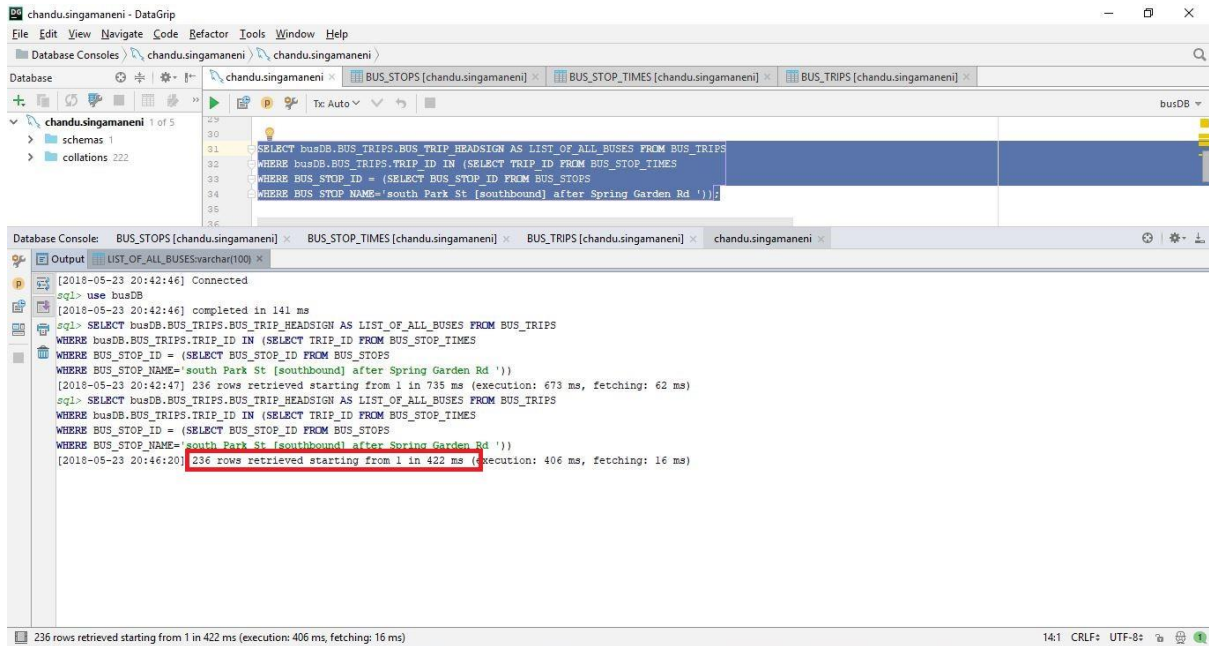 DG chandu.singamaneni - DataGrip
File Edit View Navigate Code Refactor Tools Window Help
Database Consoles chandu.singamaneni chandu.singamaneni
Database chandu.singamaneni BUS_STOPS [chandu.singamaneni] BUS_STOP_TIMES [chandu.singamaneni] BUS_TRIPS [chandu.singamaneni]
Tx: Auto busDB
chandu.singamaneni 1 of 5
schemas 1
collations 222
29
30
31 SELECT busDB.BUS_TRIPS.BUS_TRIP_HEADSIGN AS LIST_OF_ALL_BUSES FROM BUS_TRIPS
32 WHERE busDB.BUS_TRIPS.TRIP_ID IN (SELECT TRIP_ID FROM BUS_STOP_TIMES
33 WHERE BUS_STOP_ID = (SELECT BUS_STOP_ID FROM BUS_STOPS
34 WHERE BUS_STOP_NAME='south Park St [southbound] after Spring Garden Rd '));
35
36
Database Console: BUS_STOPS [chandu.singamaneni] BUS_STOP_TIMES [chandu.singamaneni] BUS_TRIPS [chandu.singamaneni] chandu.singamaneni
Output LIST_OF_ALL_BUSES:varchar(100)
[2018-05-23 20:42:46] Connected
sql> use busDB
[2018-05-23 20:42:46] completed in 141 ms
sql> SELECT busDB.BUS_TRIPS.BUS_TRIP_HEADSIGN AS LIST_OF_ALL_BUSES FROM BUS_TRIPS
WHERE busDB.BUS_TRIPS.TRIP_ID IN (SELECT TRIP_ID FROM BUS_STOP_TIMES
WHERE BUS_STOP_ID = (SELECT BUS_STOP_ID FROM BUS_STOPS
WHERE BUS_STOP_NAME='south Park St [southbound] after Spring Garden Rd '))
[2018-05-23 20:42:47] 236 rows retrieved starting from 1 in 735 ms (execution: 673 ms, fetching: 62 ms)
sql> SELECT busDB.BUS_TRIPS.BUS_TRIP_HEADSIGN AS LIST_OF_ALL_BUSES FROM BUS_TRIPS
WHERE busDB.BUS_TRIPS.TRIP_ID IN (SELECT TRIP_ID FROM BUS_STOP_TIMES
WHERE BUS_STOP_ID = (SELECT BUS_STOP_ID FROM BUS_STOPS
WHERE BUS_STOP_NAME='south Park St [southbound] after Spring Garden Rd '))
[2018-05-23 20:46:20] 236 rows retrieved starting from 1 in 422 ms (execution: 406 ms, fetching: 16 ms)
236 rows retrieved starting from 1 in 422 ms (execution: 406 ms, fetching: 16 ms) 14:1 CRLF UTF-8 1